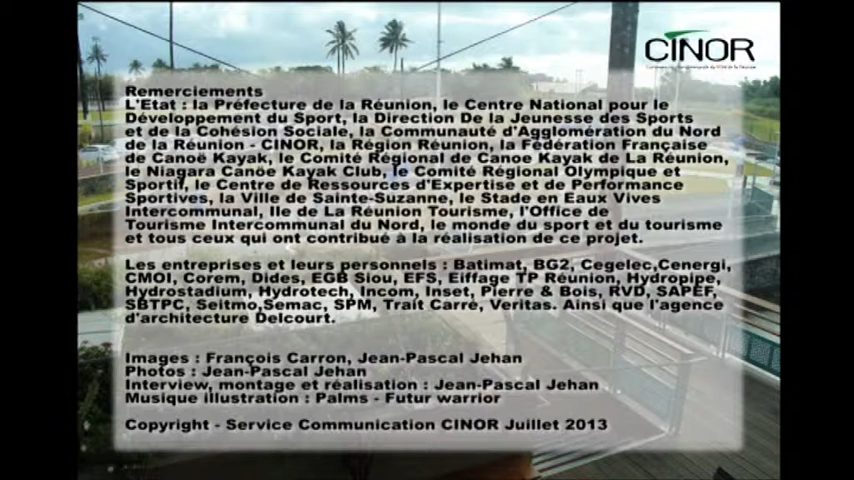 CINOR
Remerciements
L'Etat : la Préfecture de la Réunion, le Centre National pour le
Développement du Sport, la Direction De la Jeunesse des Sports
et de la Cohésion Sociale, la Communauté d'Agglomération du Nord
de la Réunion - CINOR, la Région Réunion, la Fédération Française
de Canoë Kayak, le Comité Régional de Canoe Kayak de La Réunion,
le Niagara Canöe Kayak Club, le Comité Régional Olympique et
Sportif, le Centre de Ressources d'Expertise et de Performance
Sportives, la Ville de Sainte-Suzanne, le Stade en Eaux Vives
Intercommunal, Ile de La Réunion Tourisme, l'Office de
Tourisme Intercommunal du Nord, le monde du sport et du tourisme
et tous ceux qui ont contribué à la réalisation de ce projet.
Les entreprises et leurs personnels : Batimat, BG2, Cegelec,Cenergi,
CMOI, Corem, Dides, EGB Siou, EFS, Eiffage TP Réunion, Hydropipe,
Hydrostadium, Hydrotech, Incom, Inset, Pierre & Bois, RVD, SAPEF,
SBTPC, Seitmo,Semac, SPM, Trait Carré, Veritas. Ainsi que l'agence
d'architecture Delcourt.
Images : François Carron, Jean-Pascal Jehan
Photos : Jean-Pascal Jehan
Interview, montage et réalisation : Jean-Pascal Jehan
Musique illustration : Palms - Futur warrior
Copyright - Service Communication CINOR Juillet 2013